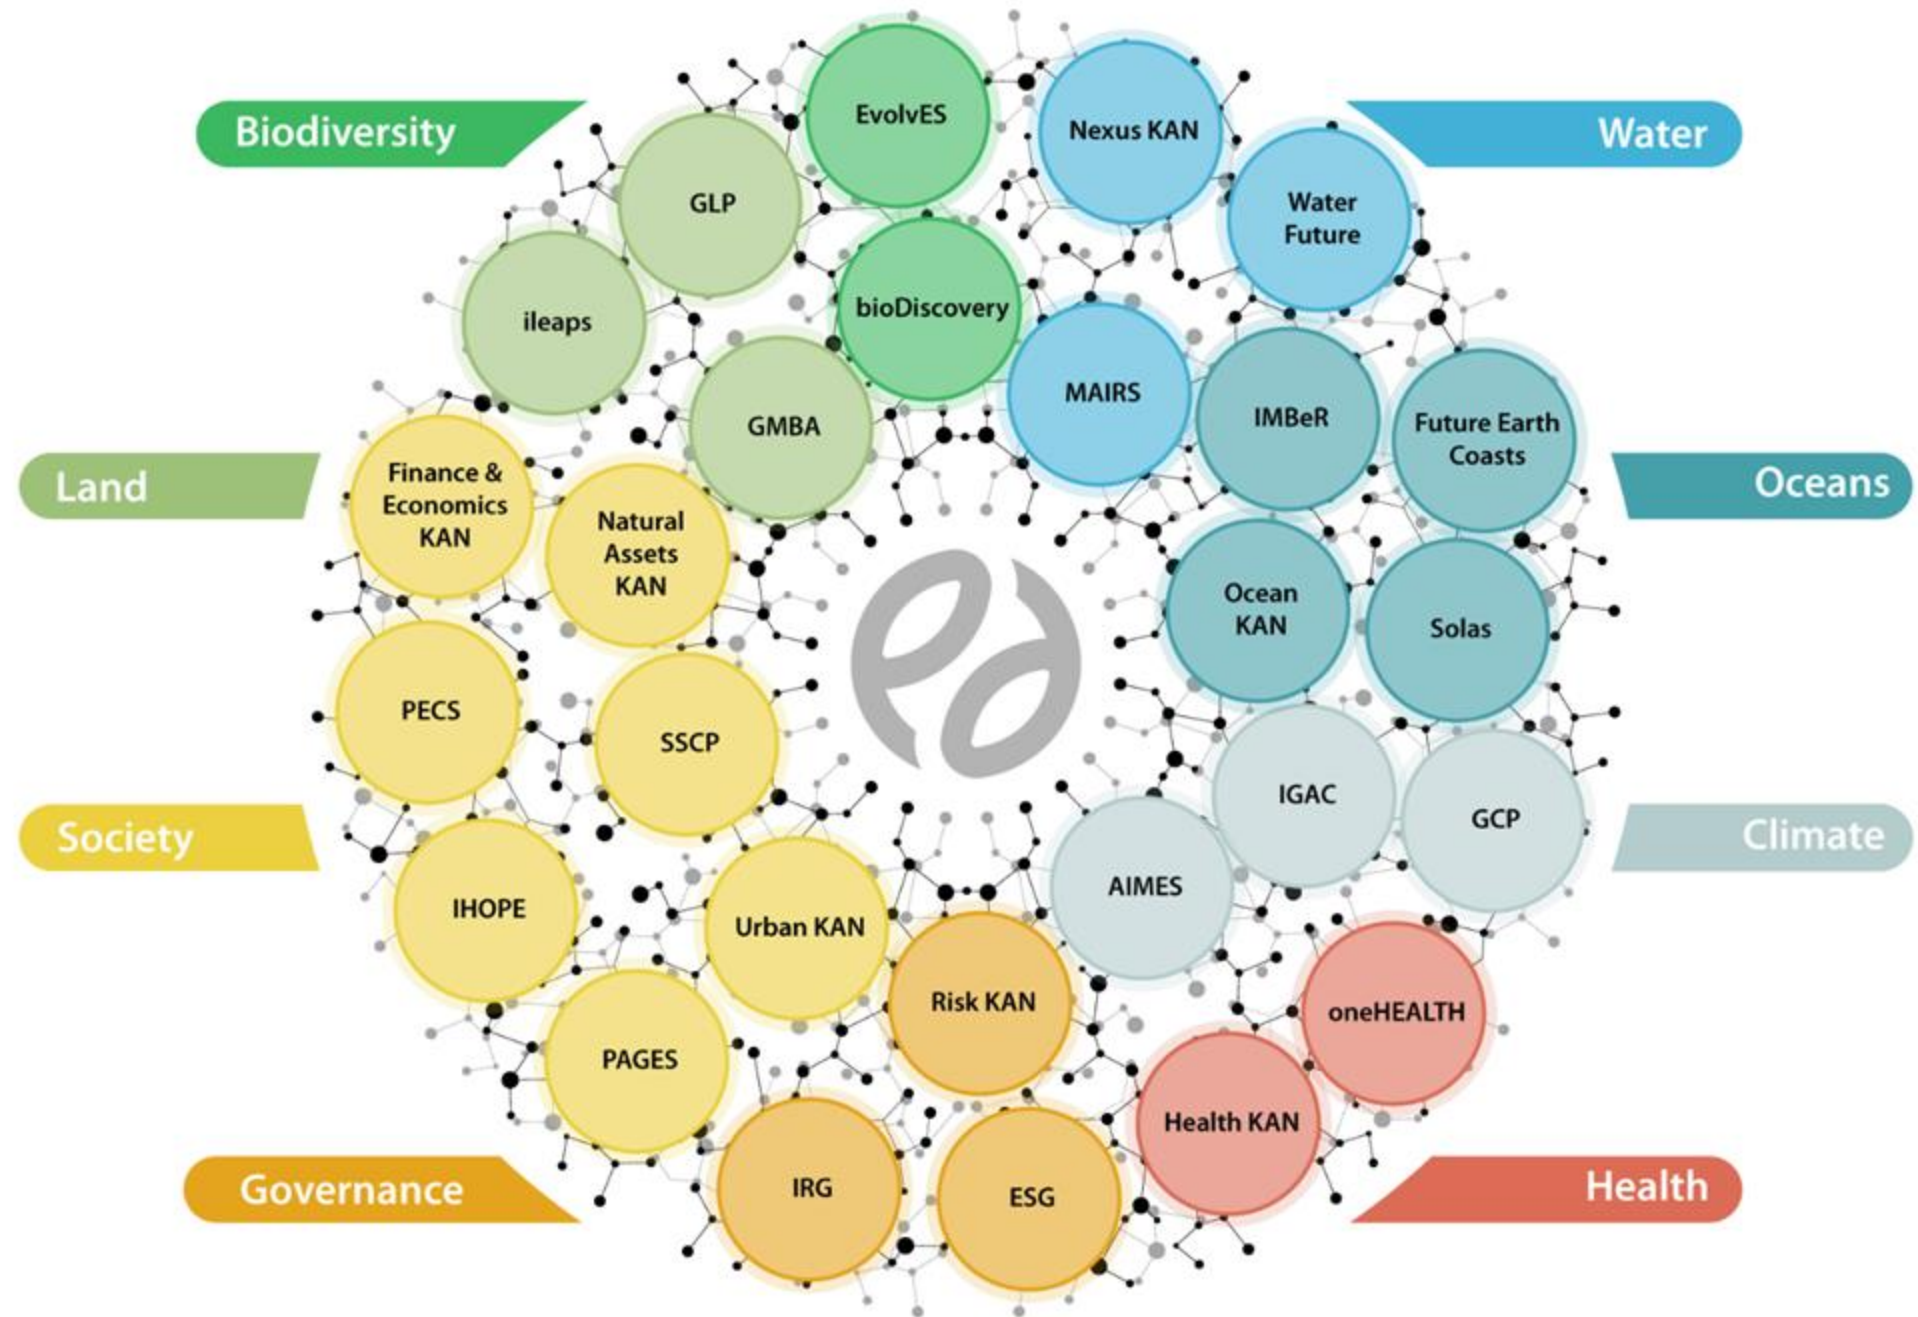 Biodiversity
EvolvES
Nexus KAN
Water
GLP
Water
Future
ileaps
bioDiscovery
MAIRS
IMBeR
Future Earth
Coasts
GMBA
Land
Finance &
Economics
KAN
Natural
Assets
KAN
Oceans
Ocean
KAN
Solas
PECS
SSCP
IGAC
GCP
Society
Climate
IHOPE
Urban KAN
AIMES
Risk KAN
oneHEALTH
PAGES
Health KAN
Governance
IRG
ESG
Health